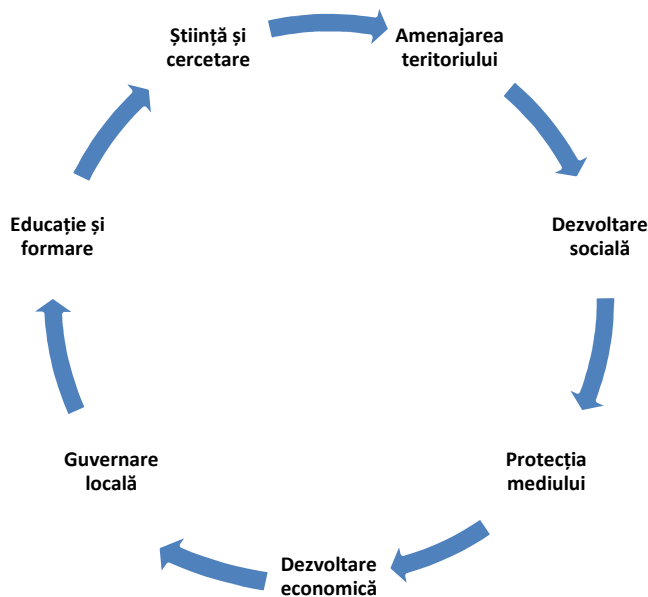 Știință și
cercetare
Amenajarea
teritoriului
Dezvoltare
socială
Protecția
mediului
Dezvoltare
economică
Guvernare
locală
Educație și
formare